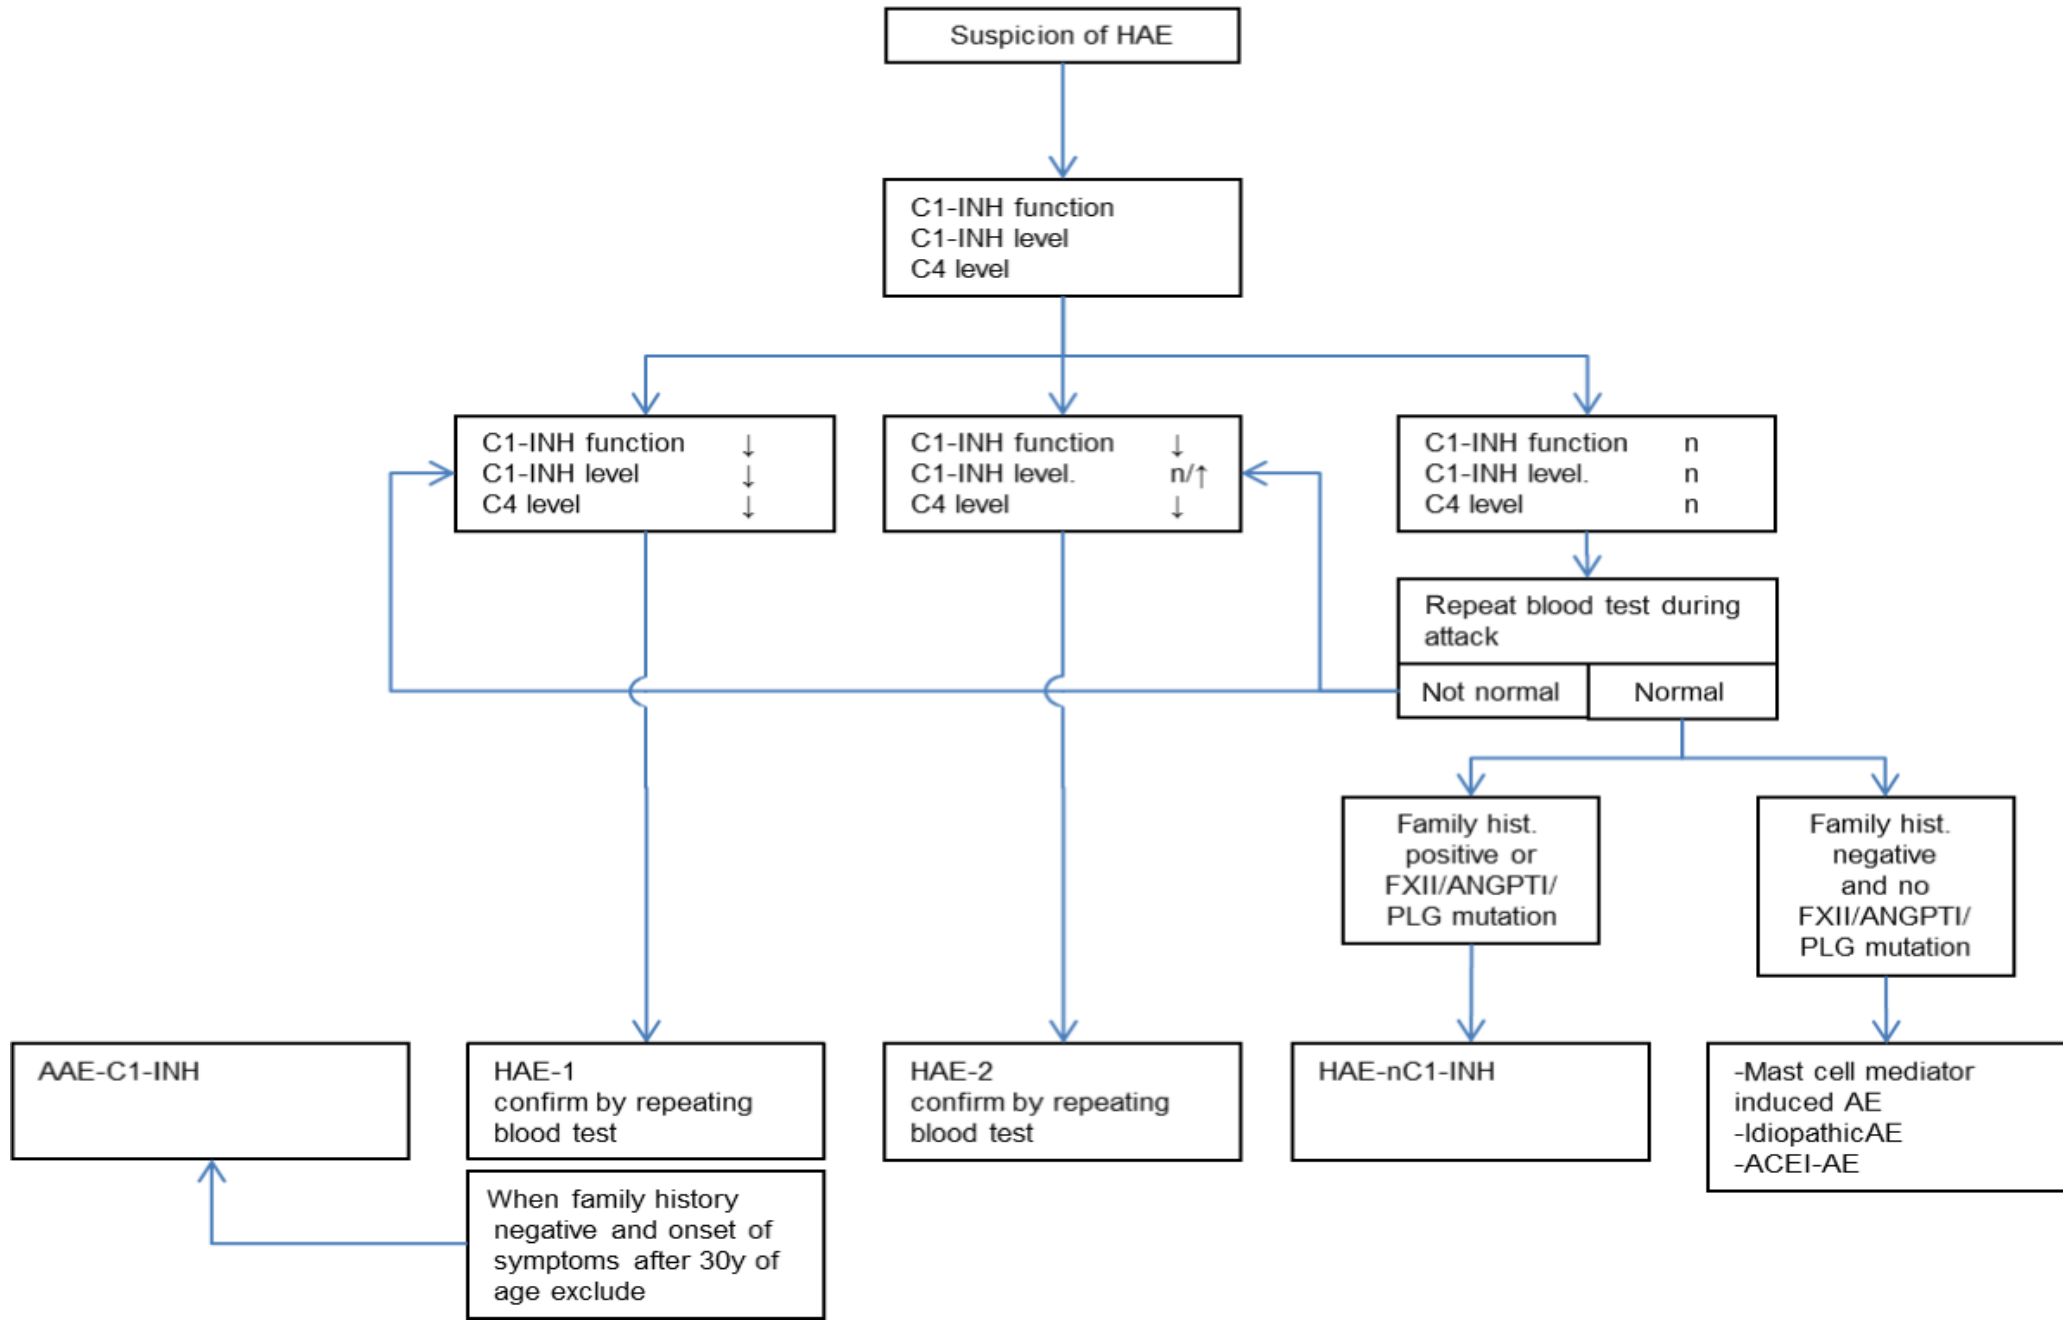 Suspicion of HAE
C1-INH function
C1-INH level
C4 level
C1-INH function ↓
C1-INH level ↓
C4 level ↓
C1-INH function ↓
C1-INH level. n/↑
C4 level ↓
C1-INH function n
C1-INH level. n
C4 level n
Repeat blood test during
attack
Not normal
Normal
Family hist.
positive or
FXII/ANGPTI/
PLG mutation
Family hist.
negative
and no
FXII/ANGPTI/
PLG mutation
AAE-C1-INH
HAE-1
confirm by repeating
blood test
When family history
negative and onset of
symptoms after 30y of
age exclude
HAE-2
confirm by repeating
blood test
HAE-nC1-INH
-Mast cell mediator
induced AE
-IdiopathicAE
-ACEI-AE